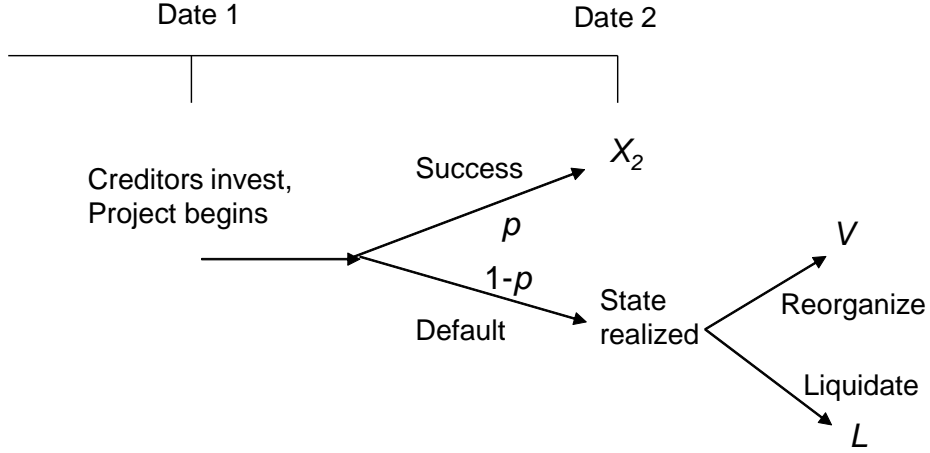 Date 1
Date 2
Creditors invest,
Project begins
Success
X2
p
1-p
Default
State
realized
V
Reorganize
Liquidate
L